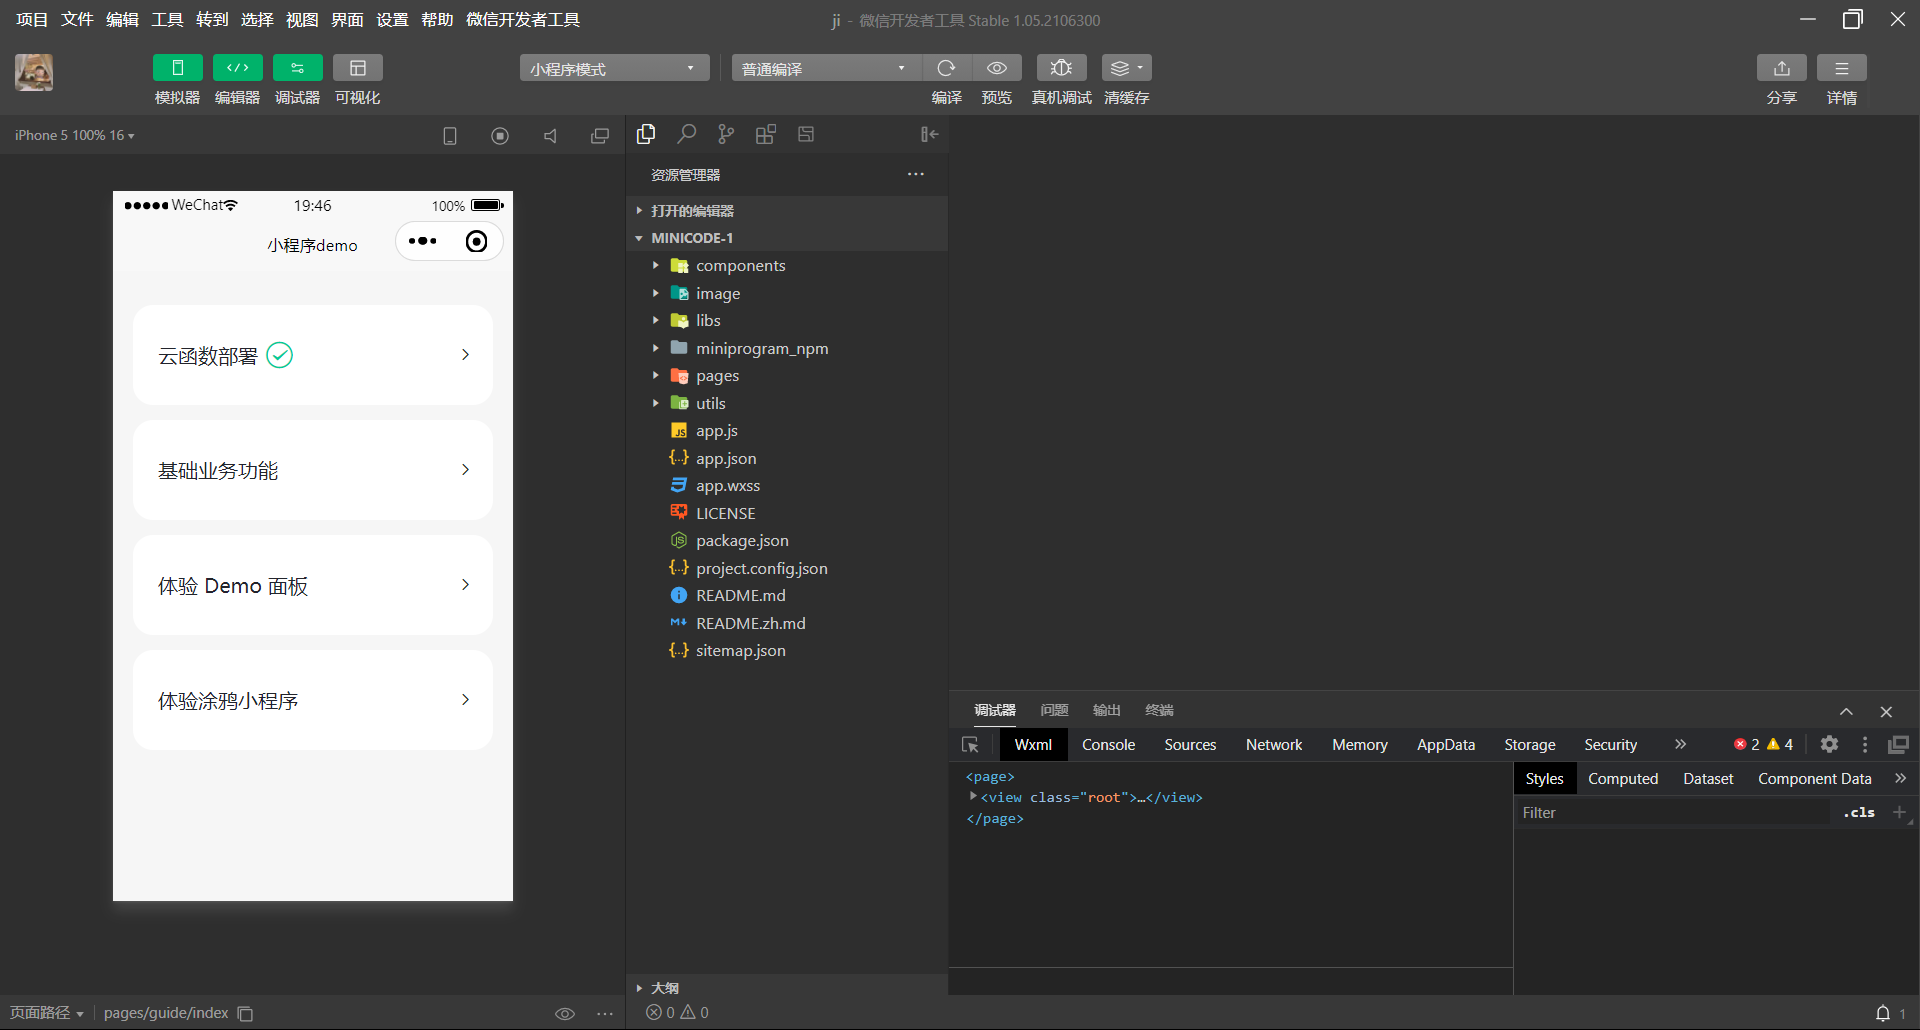 项目 文件 编辑 工具 转到 选择 视图 界面 设置 帮助 微信开发者工具
ji - 微信开发者工具 Stable 1.05.2106300
模拟器 编辑器 调试器 可视化
小程序模式
普通编译
编译 预览 真机调试 清缓存
分享 详情
iPhone 5 100% 16
WeChat 19:46 100%
小程序demo
云函数部署
基础业务功能
体验 Demo 面板
体验涂鸦小程序
页面路径 pages/guide/index
资源管理器
打开的编辑器
MINICODE-1
components
image
libs
miniprogram_npm
pages
utils
JS app.js
{..} app.json
app.wxss
LICENSE
JS package.json
{..} project.config.json
README.md
M README.zh.md
{..} sitemap.json
大纲
0 0
调试器 问题 输出 终端
Wxml Console Sources Network Memory AppData Storage Security 2 4
<page>
<view class="root">…</view>
</page>
Styles Computed Dataset Component Data
Filter .cls
1